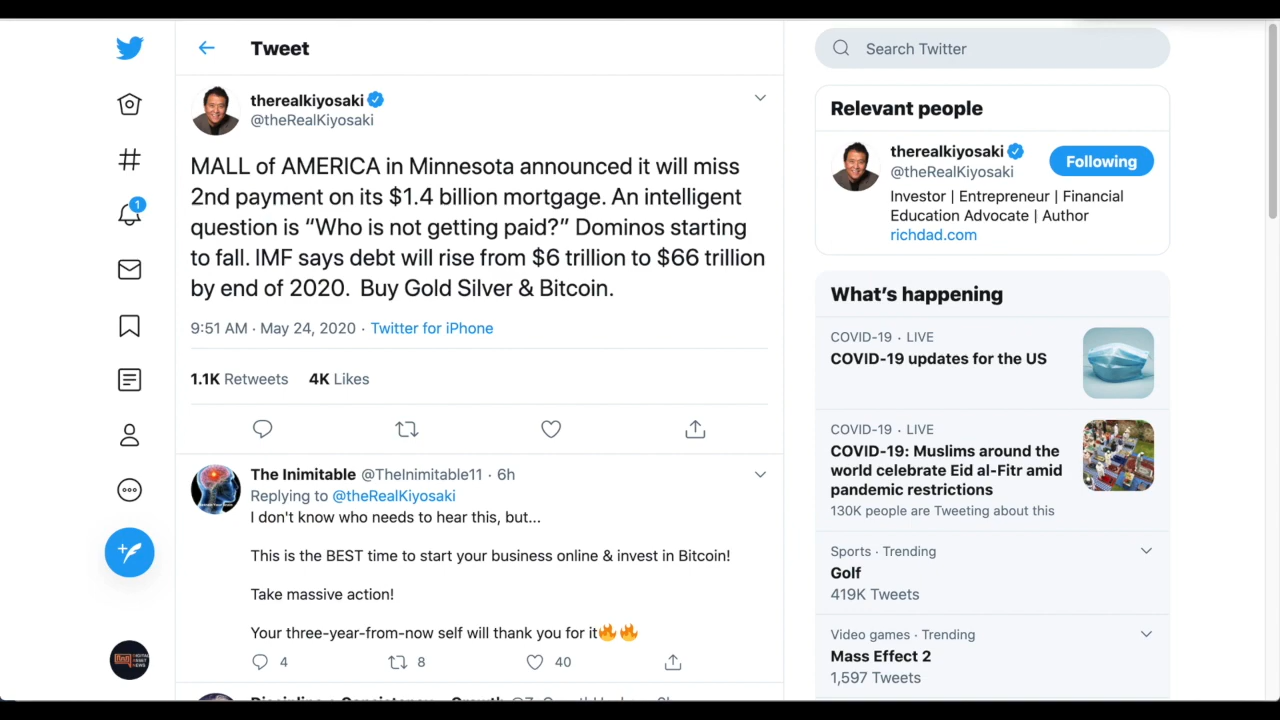 Tweet
therealkiyosaki
@theRealKiyosaki
MALL of AMERICA in Minnesota announced it will miss
2nd payment on its $1.4 billion mortgage. An intelligent
question is “Who is not getting paid?” Dominos starting
to fall. IMF says debt will rise from $6 trillion to $66 trillion
by end of 2020. Buy Gold Silver & Bitcoin.
9:51 AM · May 24, 2020 · Twitter for iPhone
1.1K Retweets 4K Likes
The Inimitable @TheInimitable11 · 6h
Replying to @theRealKiyosaki
I don't know who needs to hear this, but...
This is the BEST time to start your business online & invest in Bitcoin!
Take massive action!
Your three-year-from-now self will thank you for it🔥🔥
4 8 40
1
Search Twitter
Relevant people
therealkiyosaki
@theRealKiyosaki
Following
Investor | Entrepreneur | Financial
Education Advocate | Author
richdad.com
What's happening
COVID-19 · LIVE
COVID-19 updates for the US
COVID-19 · LIVE
COVID-19: Muslims around the
world celebrate Eid al-Fitr amid
pandemic restrictions
130K people are Tweeting about this
Sports · Trending
Golf
419K Tweets
Video games · Trending
Mass Effect 2
1,597 Tweets